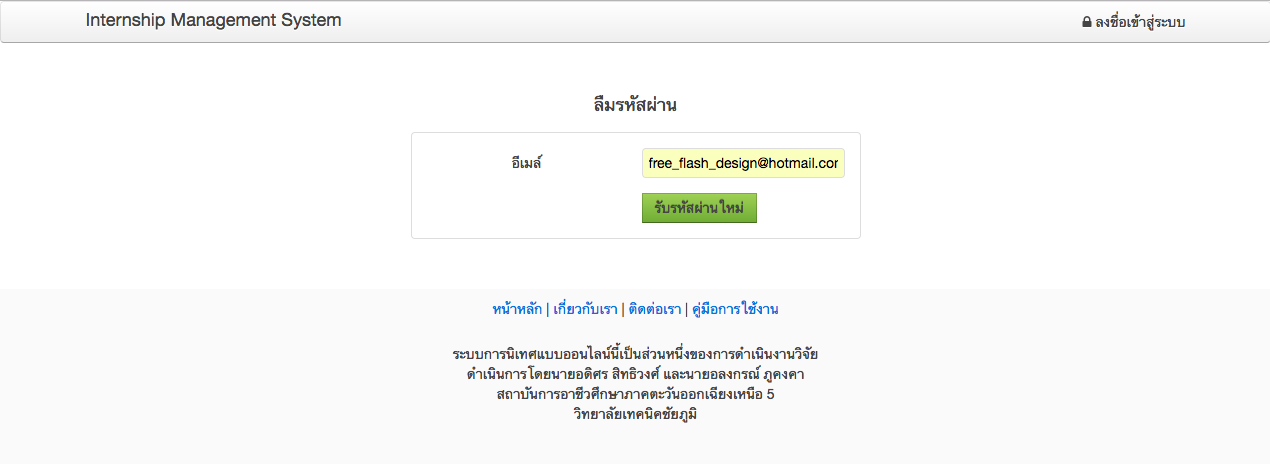 Internship Management System
ลงชื่อเข้าสู่ระบบ
ลืมรหัสผ่าน
อีเมล์
free_flash_design@hotmail.cor
รับรหัสผ่านใหม่
หน้าหลัก | เกี่ยวกับเรา | ติดต่อเรา | คู่มือการใช้งาน
ระบบการนิเทศแบบออนไลน์นี้เป็นส่วนหนึ่งของการดำเนินงานวิจัย
ดำเนินการโดยนายอดิศร สิทธิวงศ์ และนายอลงกรณ์ ภูคงคา
สถาบันการอาชีวศึกษาภาคตะวันออกเฉียงเหนือ 5
วิทยาลัยเทคนิคชัยภูมิ